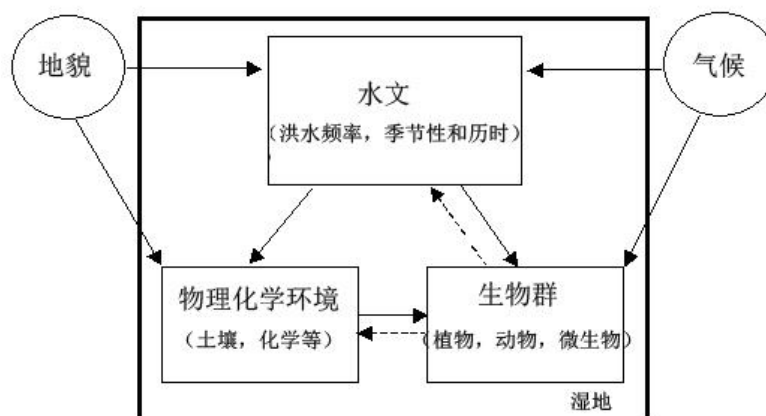 地貌
气候
水文
（洪水频率，季节性和历时）
物理化学环境
（土壤，化学等）
生物群
（植物，动物，微生物）
湿地